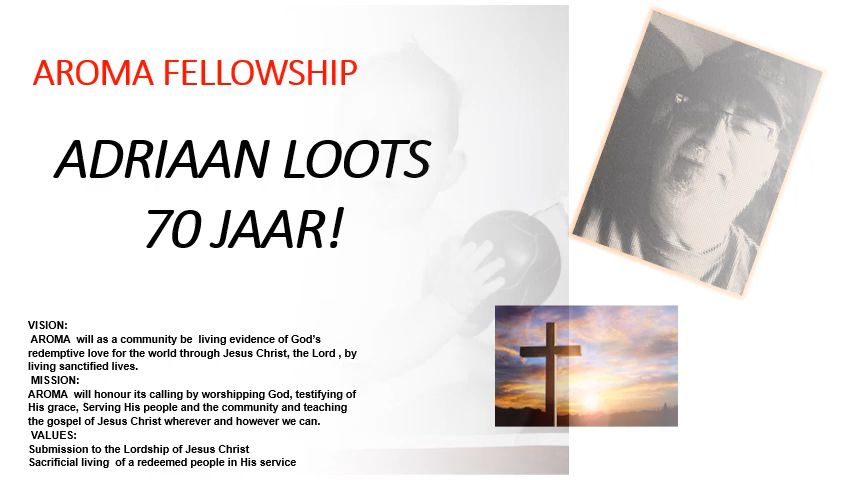 AROMA FELLOWSHIP
ADRIAAN LOOTS
70 JAAR!
VISION:
AROMA will as a community be living evidence of God’s
redemptive love for the world through Jesus Christ, the Lord , by
living sanctified lives.
MISSION:
AROMA will honour its calling by worshipping God, testifying of
His grace, Serving His people and the community and teaching
the gospel of Jesus Christ wherever and however we can.
VALUES:
Submission to the Lordship of Jesus Christ
Sacrificial living of a redeemed people in His service